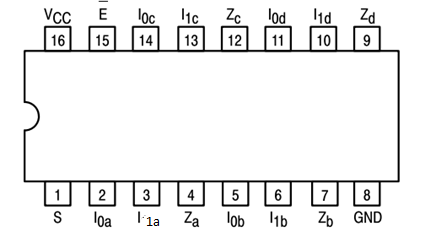 VCC E̅ I0c I1c Zc I0d I1d Zd
16 15 14 13 12 11 10 9
1 2 3 4 5 6 7 8
S I0a I1a Za I0b I1b Zb GND